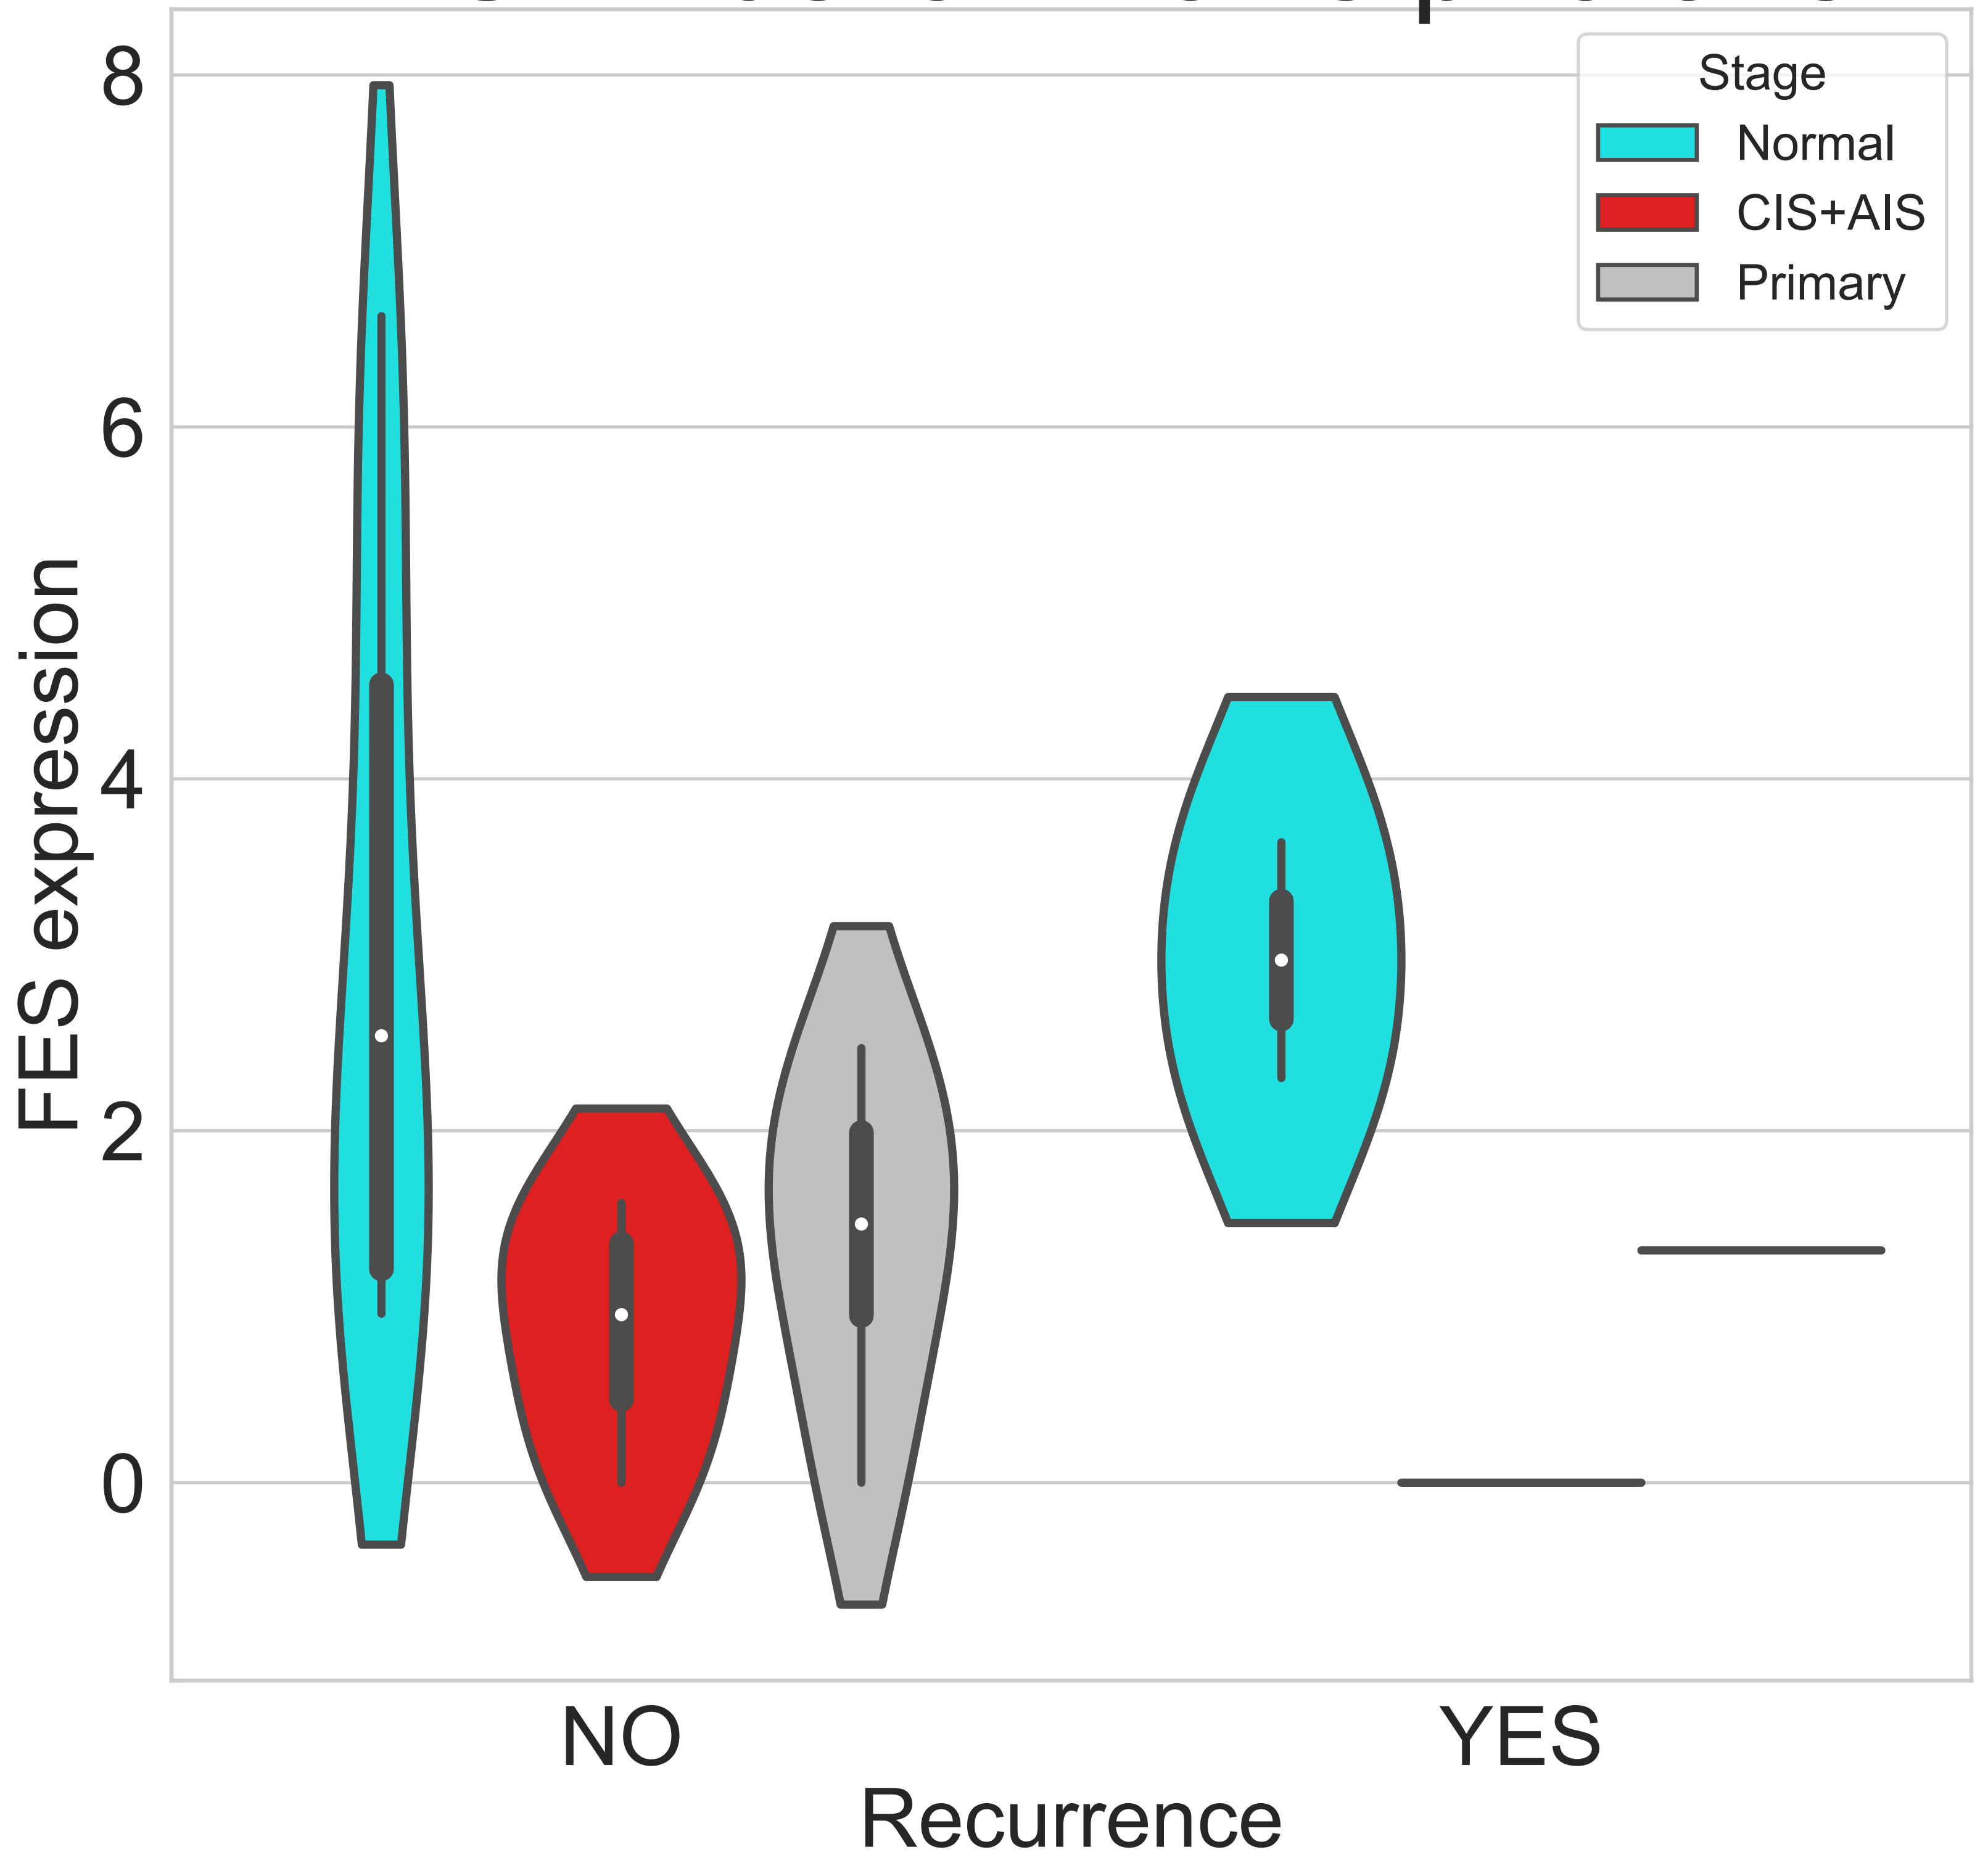 Stage
Normal
CIS+AIS
Primary
8
6
4
2
0
FES expression
NO
YES
Recurrence